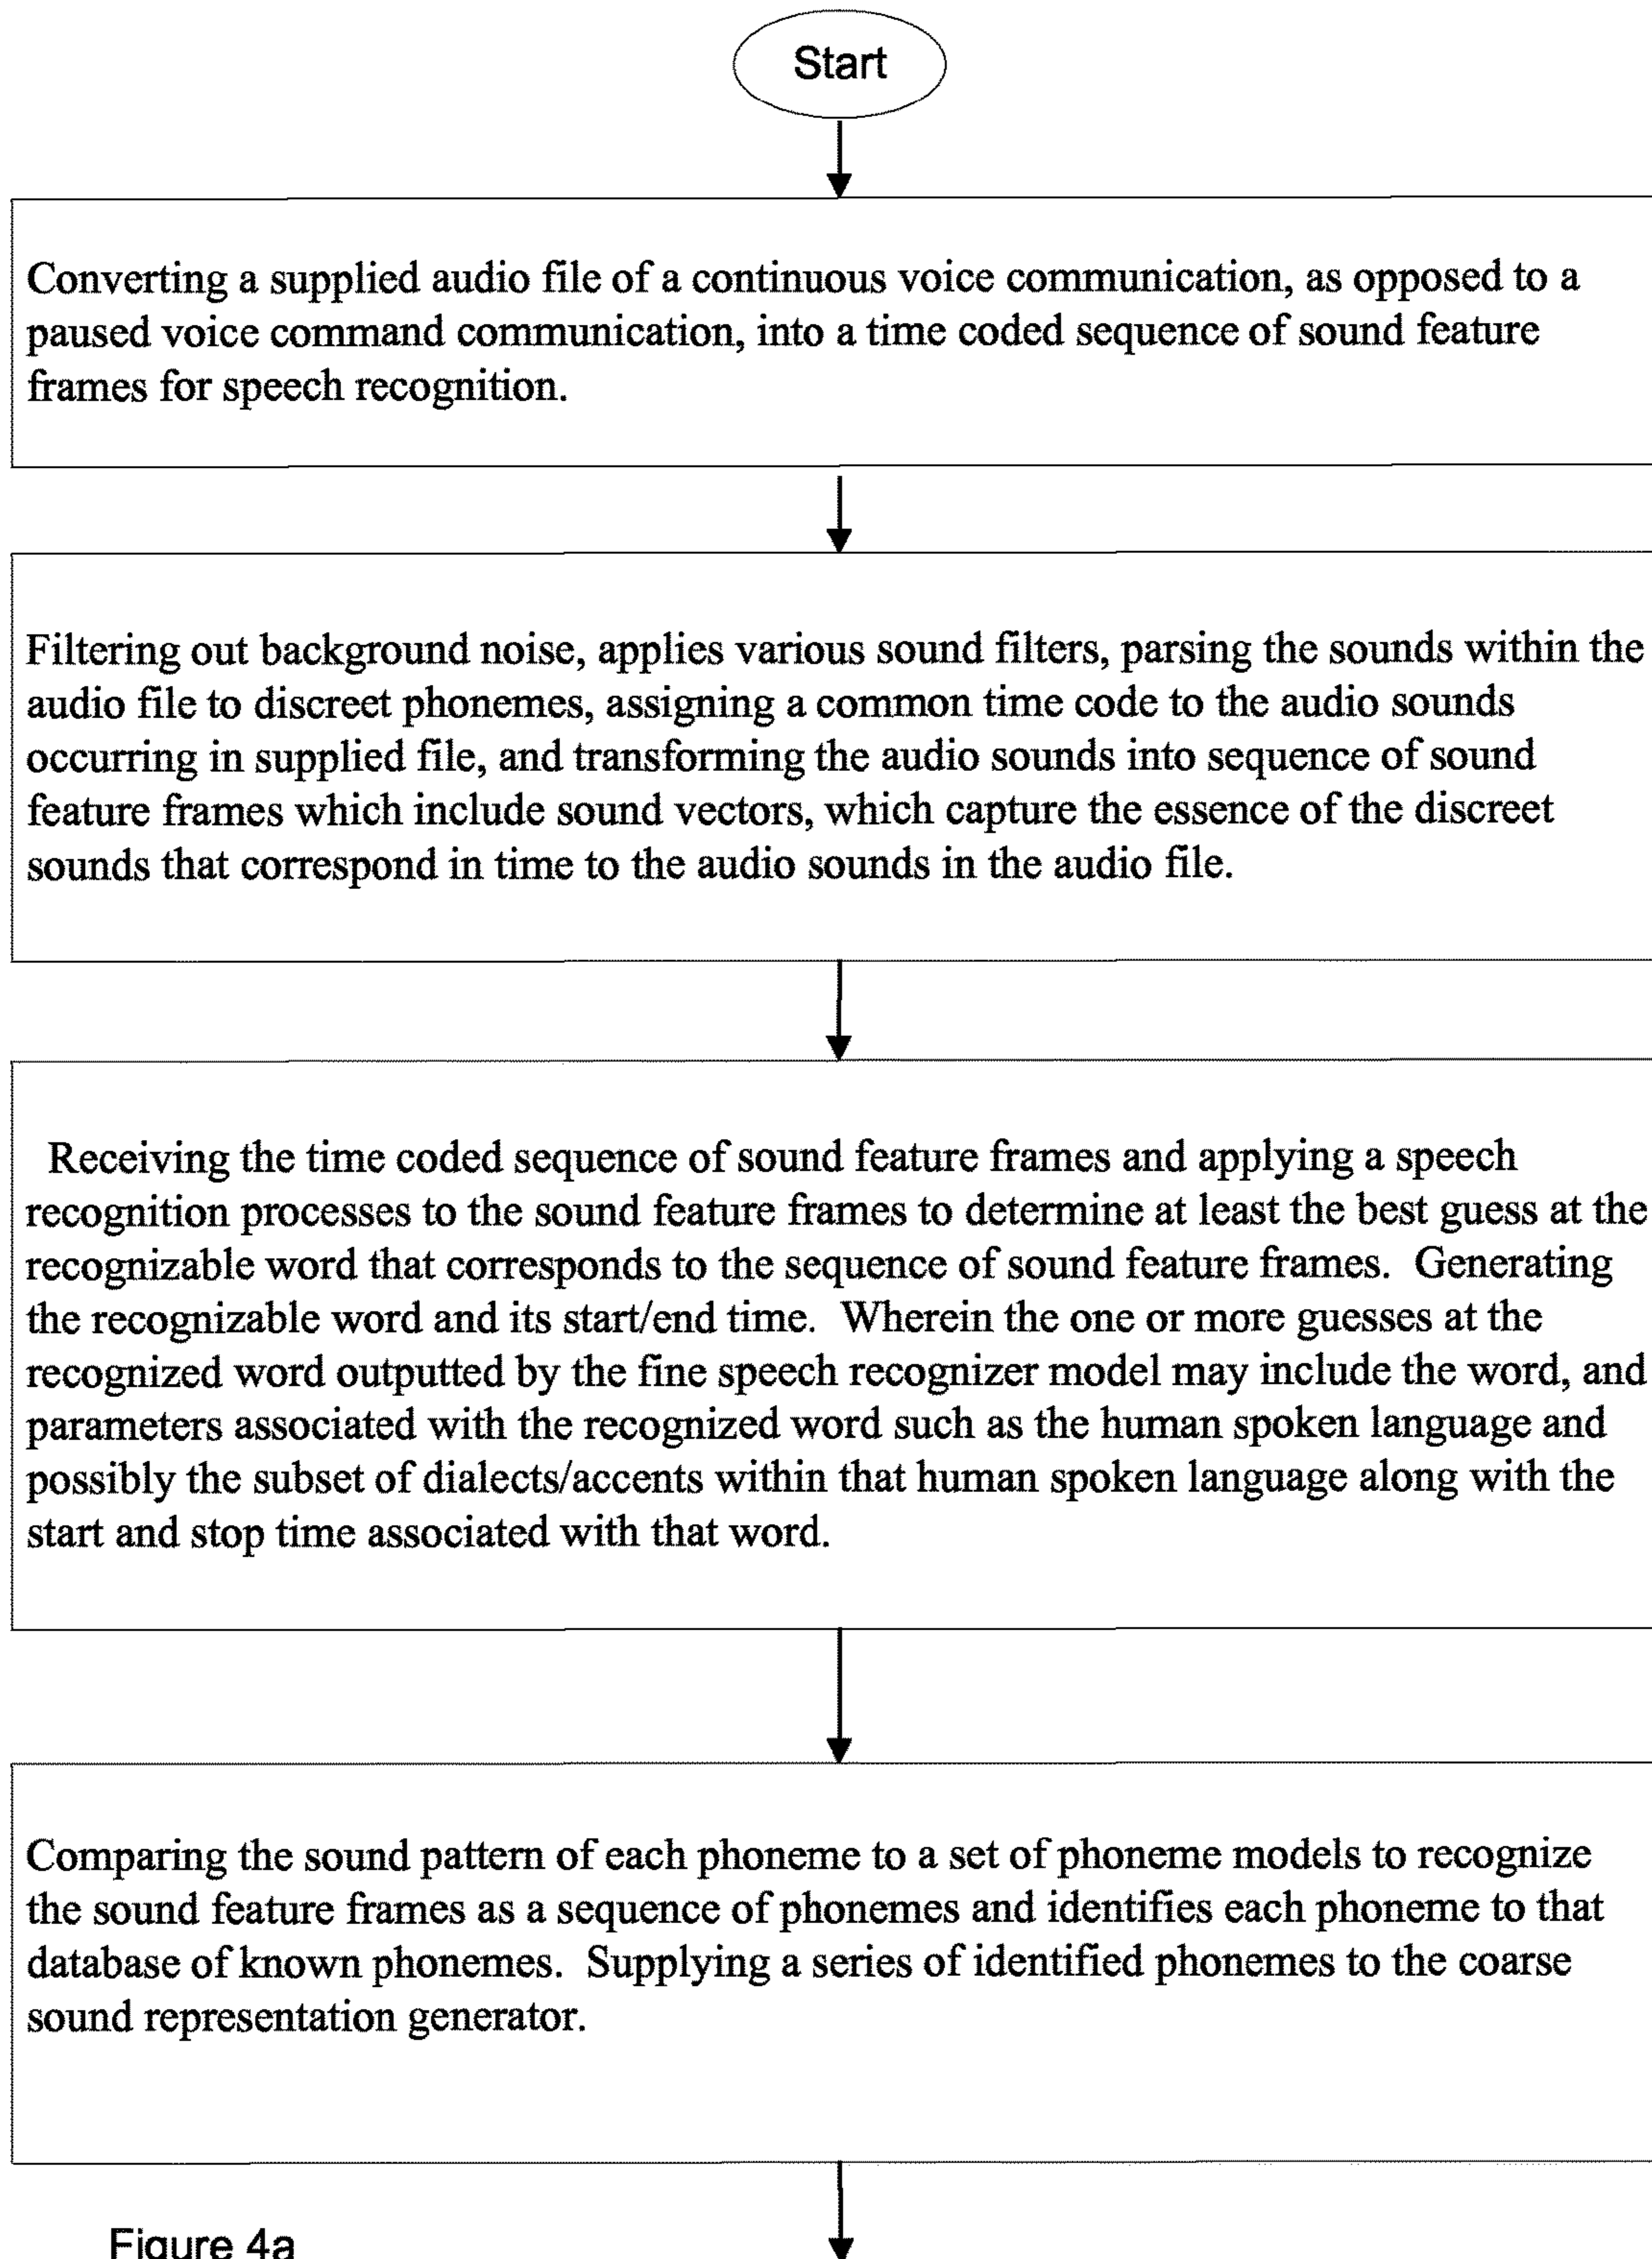 Start
Converting a supplied audio file of a continuous voice communication, as opposed to a
paused voice command communication, into a time coded sequence of sound feature
frames for speech recognition.
Filtering out background noise, applies various sound filters, parsing the sounds within the
audio file to discreet phonemes, assigning a common time code to the audio sounds
occurring in supplied file, and transforming the audio sounds into sequence of sound
feature frames which include sound vectors, which capture the essence of the discreet
sounds that correspond in time to the audio sounds in the audio file.
Receiving the time coded sequence of sound feature frames and applying a speech
recognition processes to the sound feature frames to determine at least the best guess at the
recognizable word that corresponds to the sequence of sound feature frames.  Generating
the recognizable word and its start/end time.  Wherein the one or more guesses at the
recognized word outputted by the fine speech recognizer model may include the word, and
parameters associated with the recognized word such as the human spoken language and
possibly the subset of dialects/accents within that human spoken language along with the
start and stop time associated with that word.
Comparing the sound pattern of each phoneme to a set of phoneme models to recognize
the sound feature frames as a sequence of phonemes and identifies each phoneme to that
database of known phonemes.  Supplying a series of identified phonemes to the coarse
sound representation generator.
Figure 4a